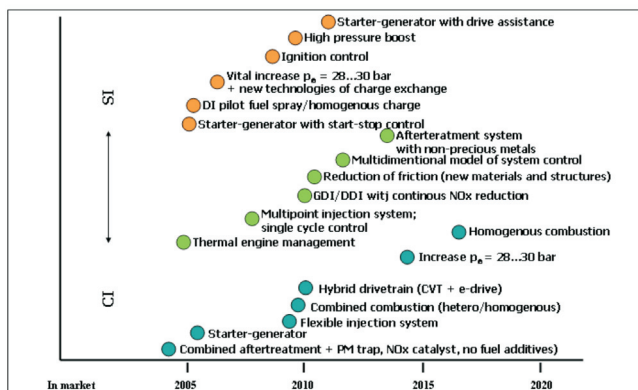 Starter-generator with drive assistance
High pressure boost
Ignition control
Vital increase pe = 28...30 bar
+ new technologies of charge exchange
SI
DI pilot fuel spray/homogenous charge
Starter-generator with start-stop control
Afterteratment system
with non-precious metals
Multidimentional model of system control
Reduction of friction (new materials and structures)
GDI/DDI witj continous NOx reduction
Multipoint injection system;
single cycle control
Homogenous combustion
Thermal engine management
Increase pe = 28...30 bar
CI
Hybrid drivetrain (CVT + e-drive)
Combined combustion (hetero/homogenous)
Flexible injection system
Starter-generator
Combined aftertreatment + PM trap, NOx catalyst, no fuel additives)
In market 2005 2010 2015 2020